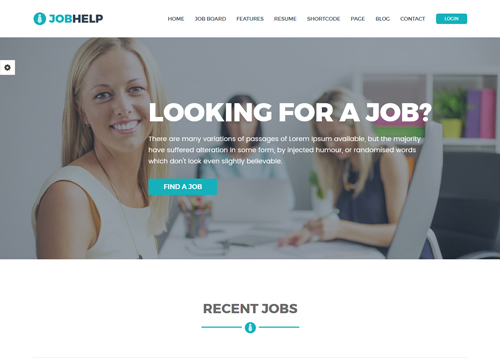 JOBHELP
HOME JOB BOARD FEATURES RESUME SHORTCODE PAGE BLOG CONTACT LOGIN
LOOKING FOR A JOB?
There are many variations of passages of Lorem Ipsum available, but the majority
have suffered alteration in some form, by injected humour, or randomised words
which don't look even slightly believable.
FIND A JOB
RECENT JOBS